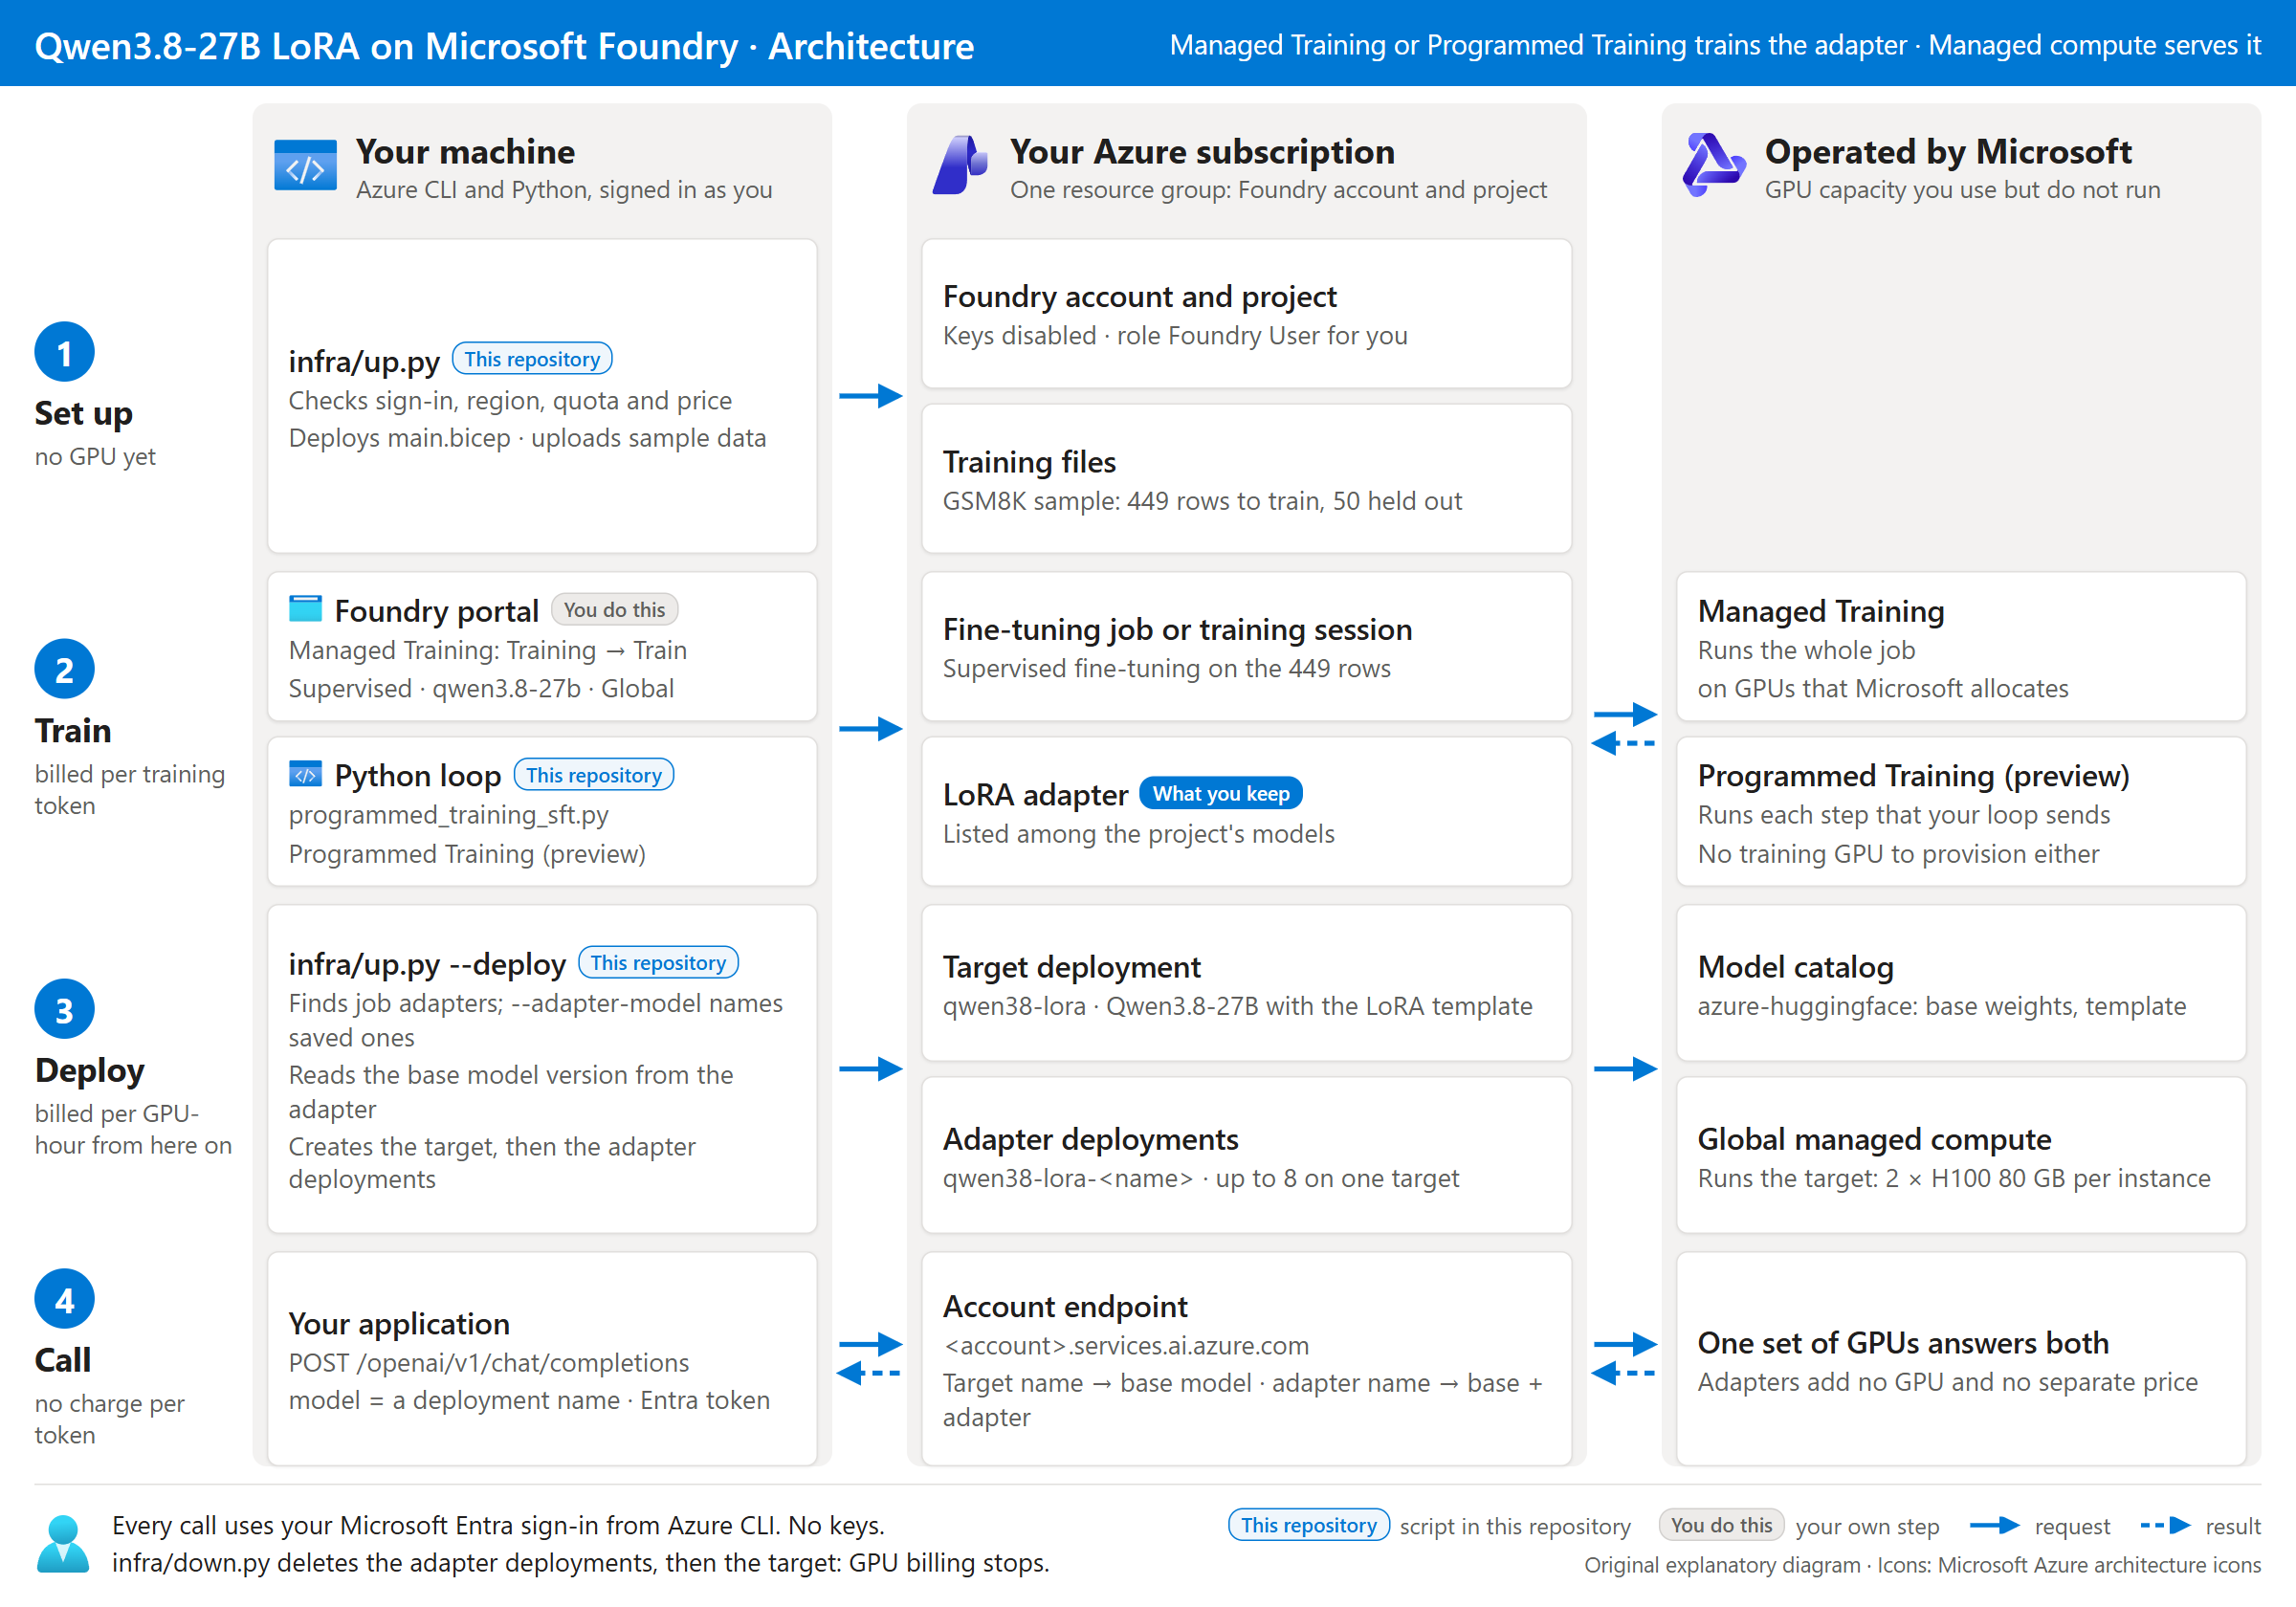 Qwen3.8-27B LoRA on Microsoft Foundry · Architecture
Managed Training or Programmed Training trains the adapter · Managed compute serves it
Your machine
Azure CLI and Python, signed in as you
Your Azure subscription
One resource group: Foundry account and project
Operated by Microsoft
GPU capacity you use but do not run
1
Set up
no GPU yet
infra/up.py This repository
Checks sign-in, region, quota and price
Deploys main.bicep · uploads sample data
Foundry account and project
Keys disabled · role Foundry User for you
Training files
GSM8K sample: 449 rows to train, 50 held out
2
Train
billed per training
token
Foundry portal You do this
Managed Training: Training → Train
Supervised · qwen3.8-27b · Global
Python loop This repository
programmed_training_sft.py
Programmed Training (preview)
Fine-tuning job or training session
Supervised fine-tuning on the 449 rows
LoRA adapter What you keep
Listed among the project's models
Managed Training
Runs the whole job
on GPUs that Microsoft allocates
Programmed Training (preview)
Runs each step that your loop sends
No training GPU to provision either
3
Deploy
billed per GPU-
hour from here on
infra/up.py --deploy This repository
Finds job adapters; --adapter-model names
saved ones
Reads the base model version from the
adapter
Creates the target, then the adapter
deployments
Target deployment
qwen38-lora · Qwen3.8-27B with the LoRA template
Adapter deployments
qwen38-lora-<name> · up to 8 on one target
Model catalog
azure-huggingface: base weights, template
Global managed compute
Runs the target: 2 × H100 80 GB per instance
4
Call
no charge per
token
Your application
POST /openai/v1/chat/completions
model = a deployment name · Entra token
Account endpoint
<account>.services.ai.azure.com
Target name → base model · adapter name → base +
adapter
One set of GPUs answers both
Adapters add no GPU and no separate price
Every call uses your Microsoft Entra sign-in from Azure CLI. No keys.
infra/down.py deletes the adapter deployments, then the target: GPU billing stops.
This repository script in this repository You do this your own step request result
Original explanatory diagram · Icons: Microsoft Azure architecture icons